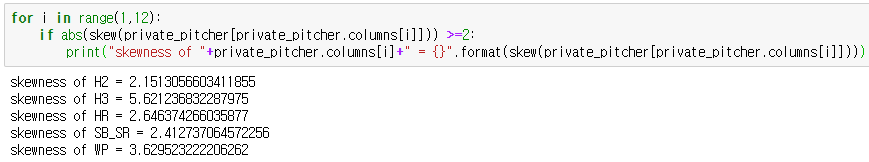 for i in range(1,12):
    if abs(skew(private_pitcher[private_pitcher.columns[i]])) >=2:
        print("skewness of "+private_pitcher.columns[i]+" = {}".format(skew(private_pitcher[private_pitcher.columns[i]])))
skewness of H2 = 2.1513056603411855
skewness of H3 = 5.621236832287975
skewness of HR = 2.646374266035877
skewness of SB_SR = 2.412737064572256
skewness of WP = 3.629523222206262